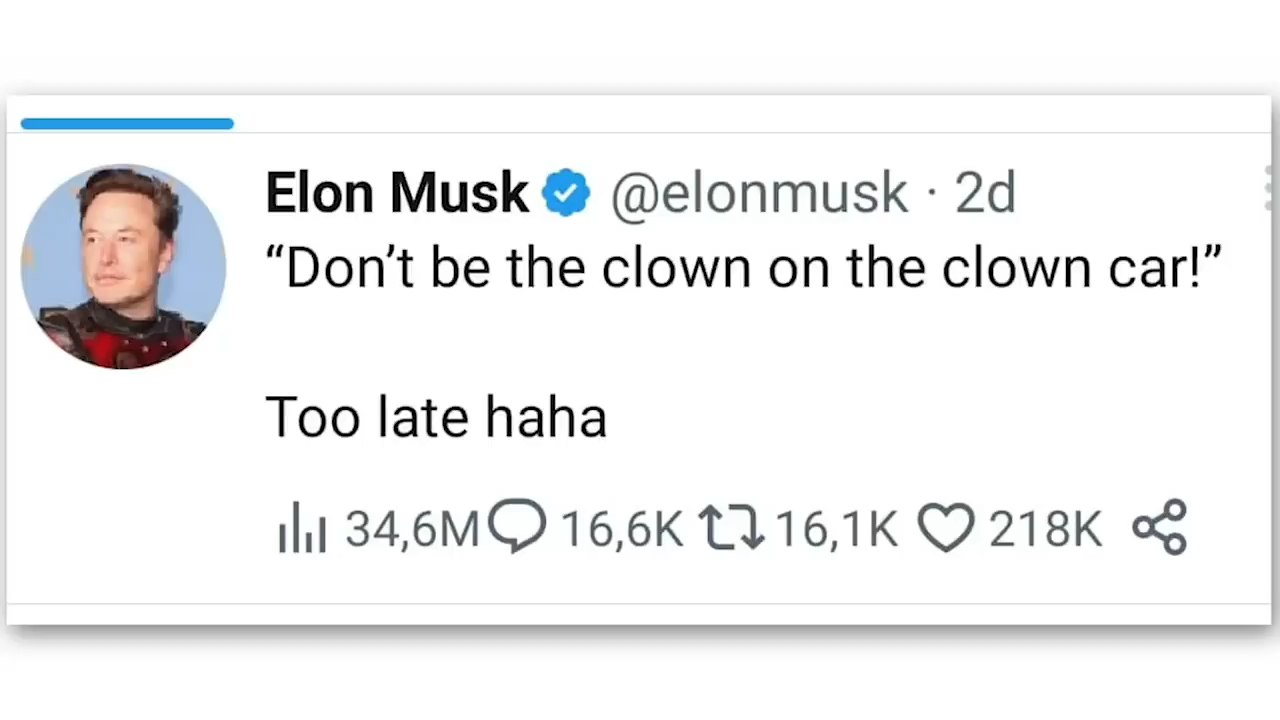 Elon Musk @elonmusk · 2d
“Don’t be the clown on the clown car!”
Too late haha
34,6M 16,6K 16,1K 218K